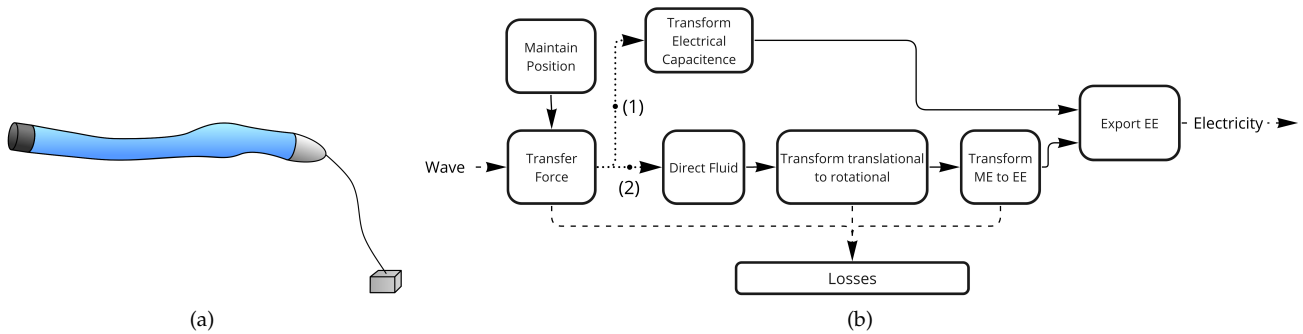 Maintain
Position
Transform
Electrical
Capacitence
(1)
Export EE
Electricity
Wave
Transfer
Force
(2)
Direct Fluid
Transform translational
to rotational
Transform
ME to EE
Losses
(a)
(b)